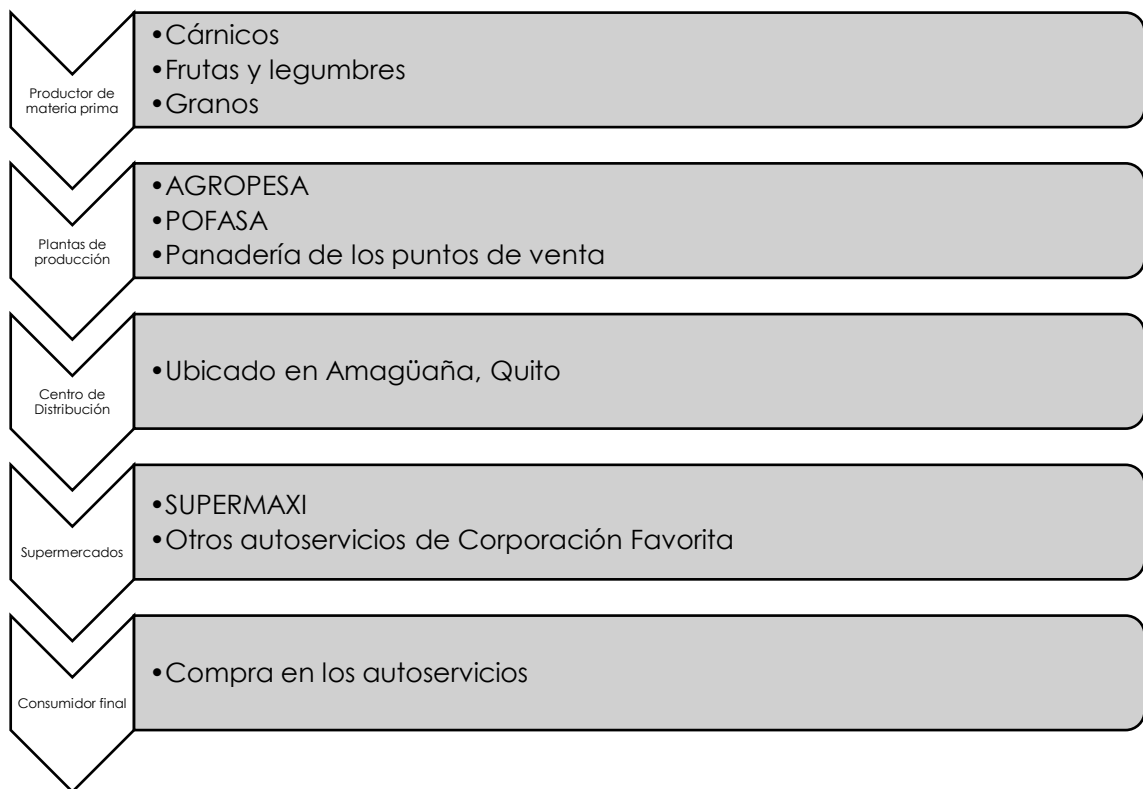 Productor de
materia prima
•Cárnicos
•Frutas y legumbres
•Granos
Plantas de
producción
•AGROPESA
•POFASA
•Panadería de los puntos de venta
Centro de
Distribución
•Ubicado en Amagüaña, Quito
Supermercados
•SUPERMAXI
•Otros autoservicios de Corporación Favorita
Consumidor final
•Compra en los autoservicios